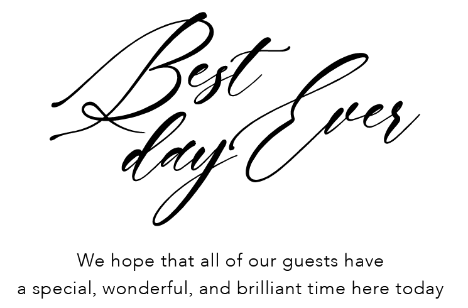 Best
day Ever
We hope that all of our guests have
a special, wonderful, and brilliant time here today